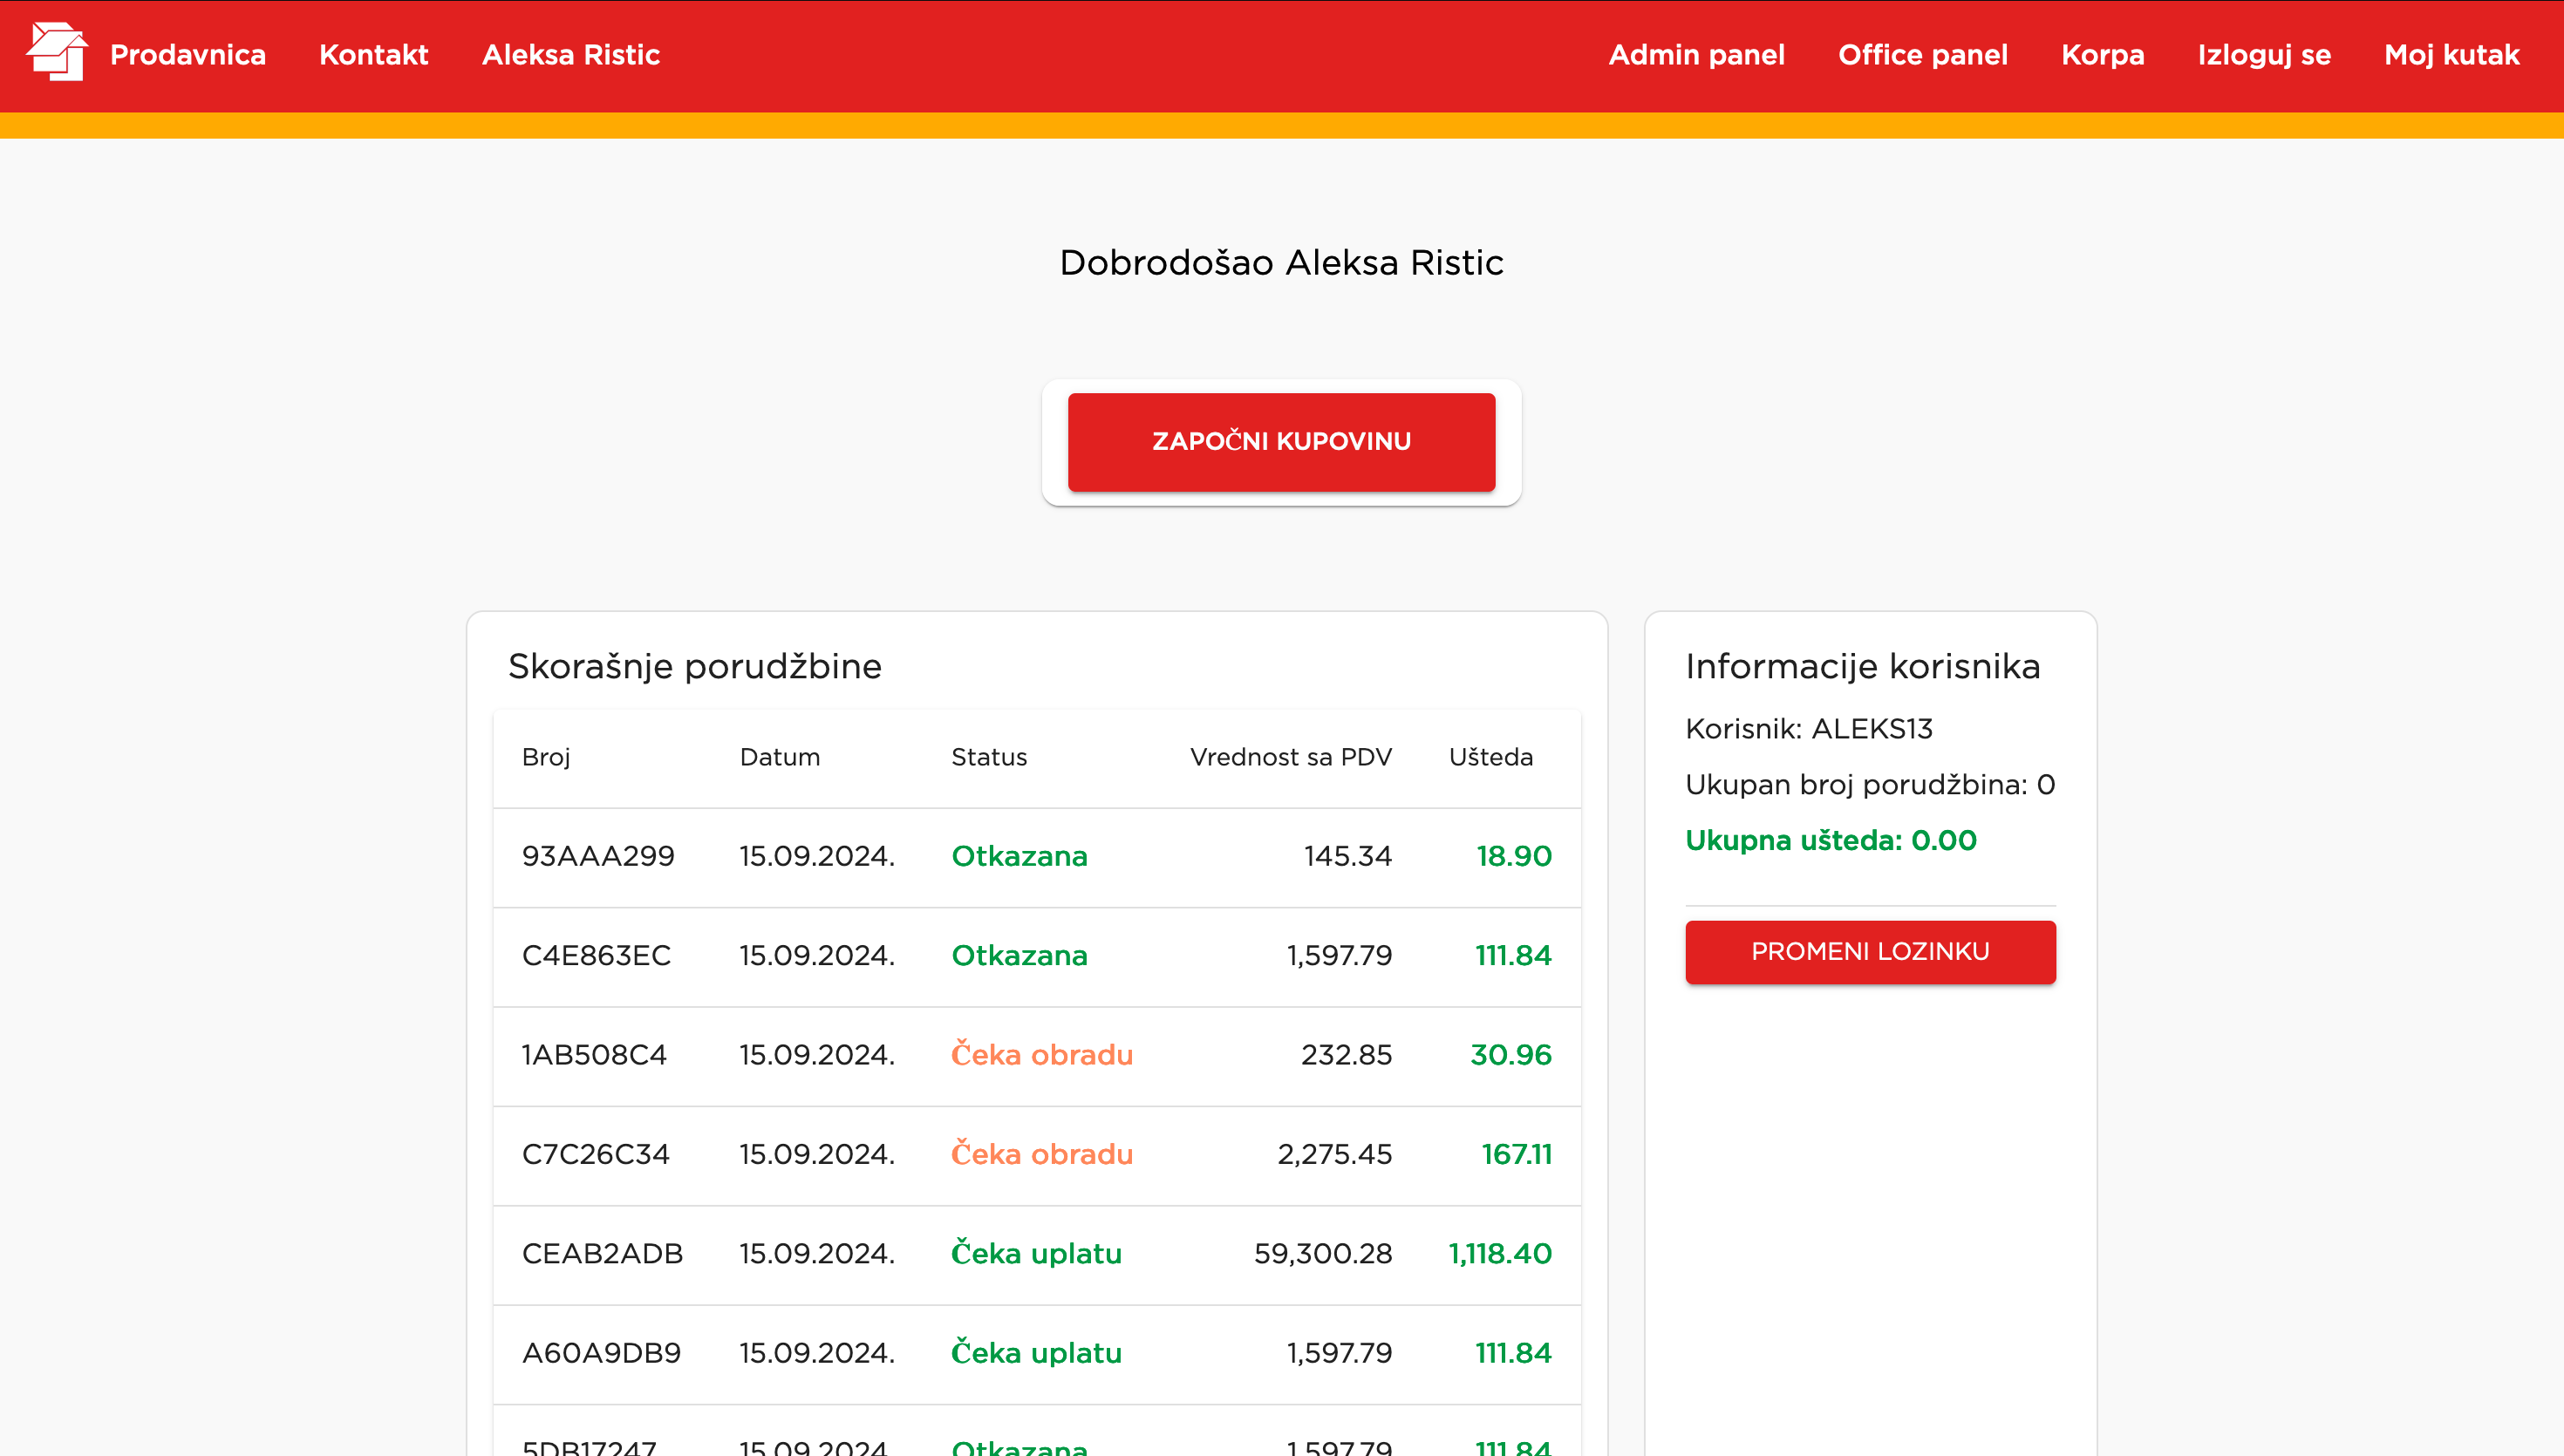 Prodavnica Kontakt Aleksa Ristic Admin panel Office panel Korpa Izloguj se Moj kutak
Dobrodošao Aleksa Ristic
ZAPOČNI KUPOVINU
Skorašnje porudžbine
Broj Datum Status Vrednost sa PDV Ušteda
93AAA299 15.09.2024. Otkazana 145.34 18.90
C4E863EC 15.09.2024. Otkazana 1,597.79 111.84
1AB508C4 15.09.2024. Čeka obradu 232.85 30.96
C7C26C34 15.09.2024. Čeka obradu 2,275.45 167.11
CEAB2ADB 15.09.2024. Čeka uplatu 59,300.28 1,118.40
A60A9DB9 15.09.2024. Čeka uplatu 1,597.79 111.84
5DB17247 15.09.2024. Otkazana 1,597.79 111.84
Informacije korisnika
Korisnik: ALEKS13
Ukupan broj porudžbina: 0
Ukupna ušteda: 0.00
PROMENI LOZINKU